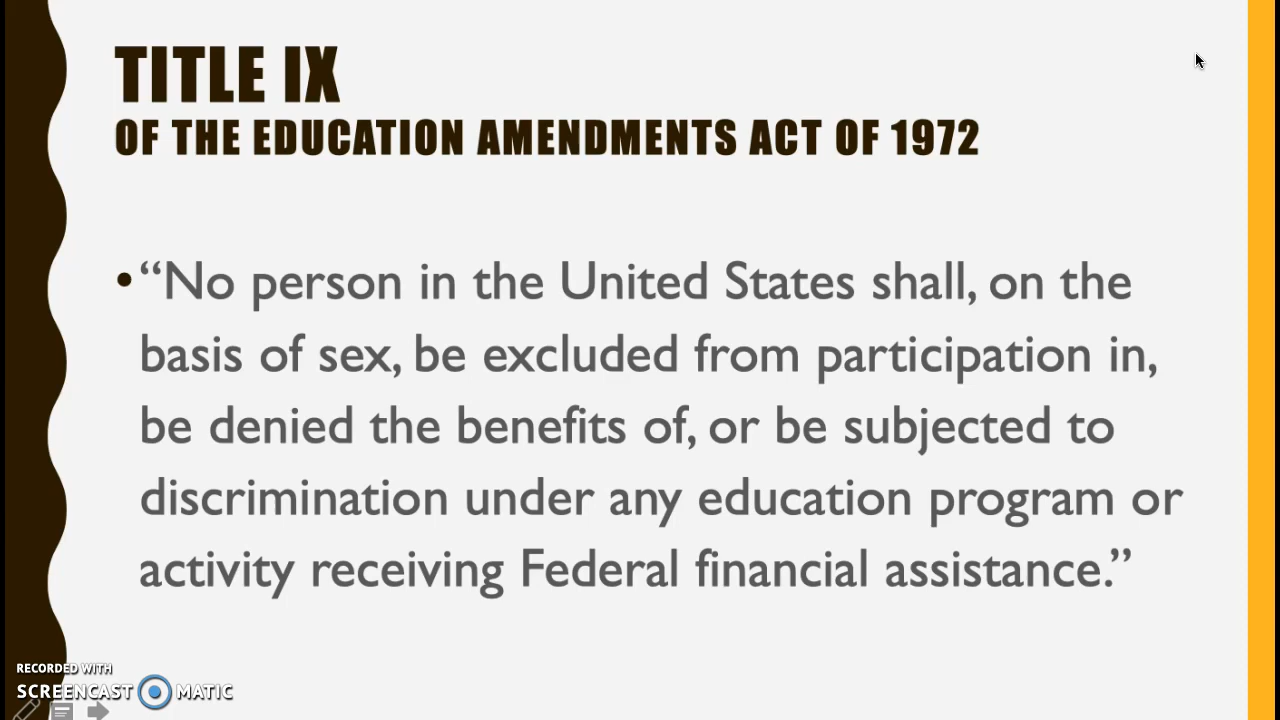 TITLE IX
OF THE EDUCATION AMENDMENTS ACT OF 1972
•“No person in the United States shall, on the
basis of sex, be excluded from participation in,
be denied the benefits of, or be subjected to
discrimination under any education program or
activity receiving Federal financial assistance.”
RECORDED WITH
SCREENCAST MATIC